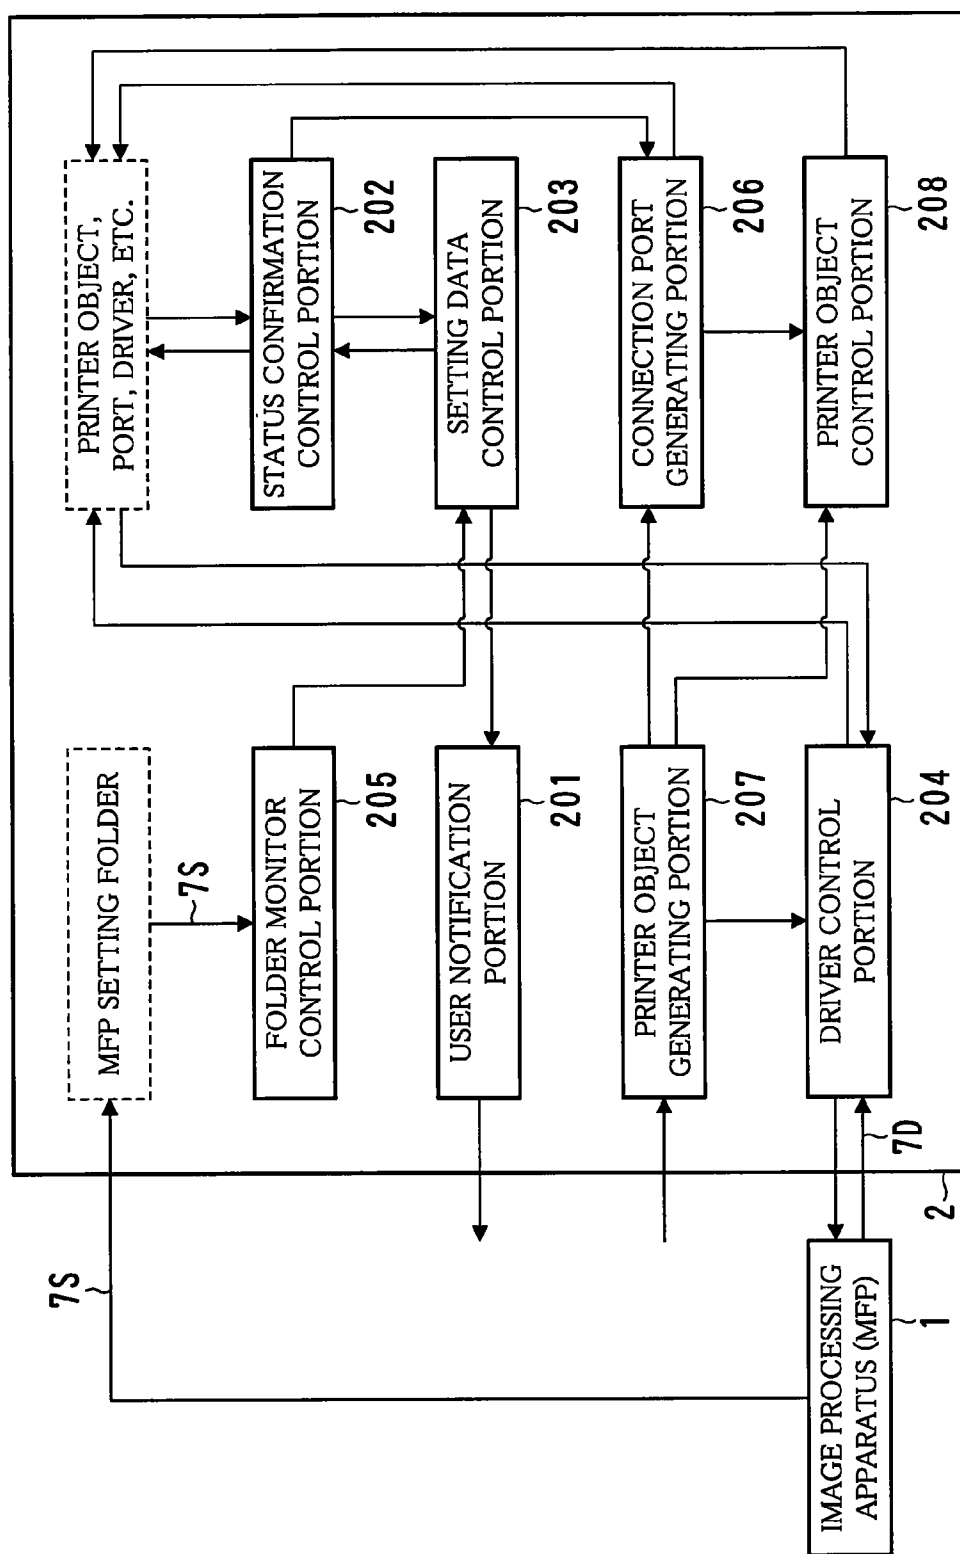 MFP SETTING FOLDER
7S
FOLDER MONITOR
CONTROL PORTION
205
USER NOTIFICATION
PORTION
201
PRINTER OBJECT
GENERATING PORTION
207
DRIVER CONTROL
PORTION
204
PRINTER OBJECT,
PORT, DRIVER, ETC.
STATUS CONFIRMATION
CONTROL PORTION
202
SETTING DATA
CONTROL PORTION
203
CONNECTION PORT
GENERATING PORTION
206
PRINTER OBJECT
CONTROL PORTION
208
7S
7D
2
IMAGE PROCESSING
APPARATUS (MFP)
1